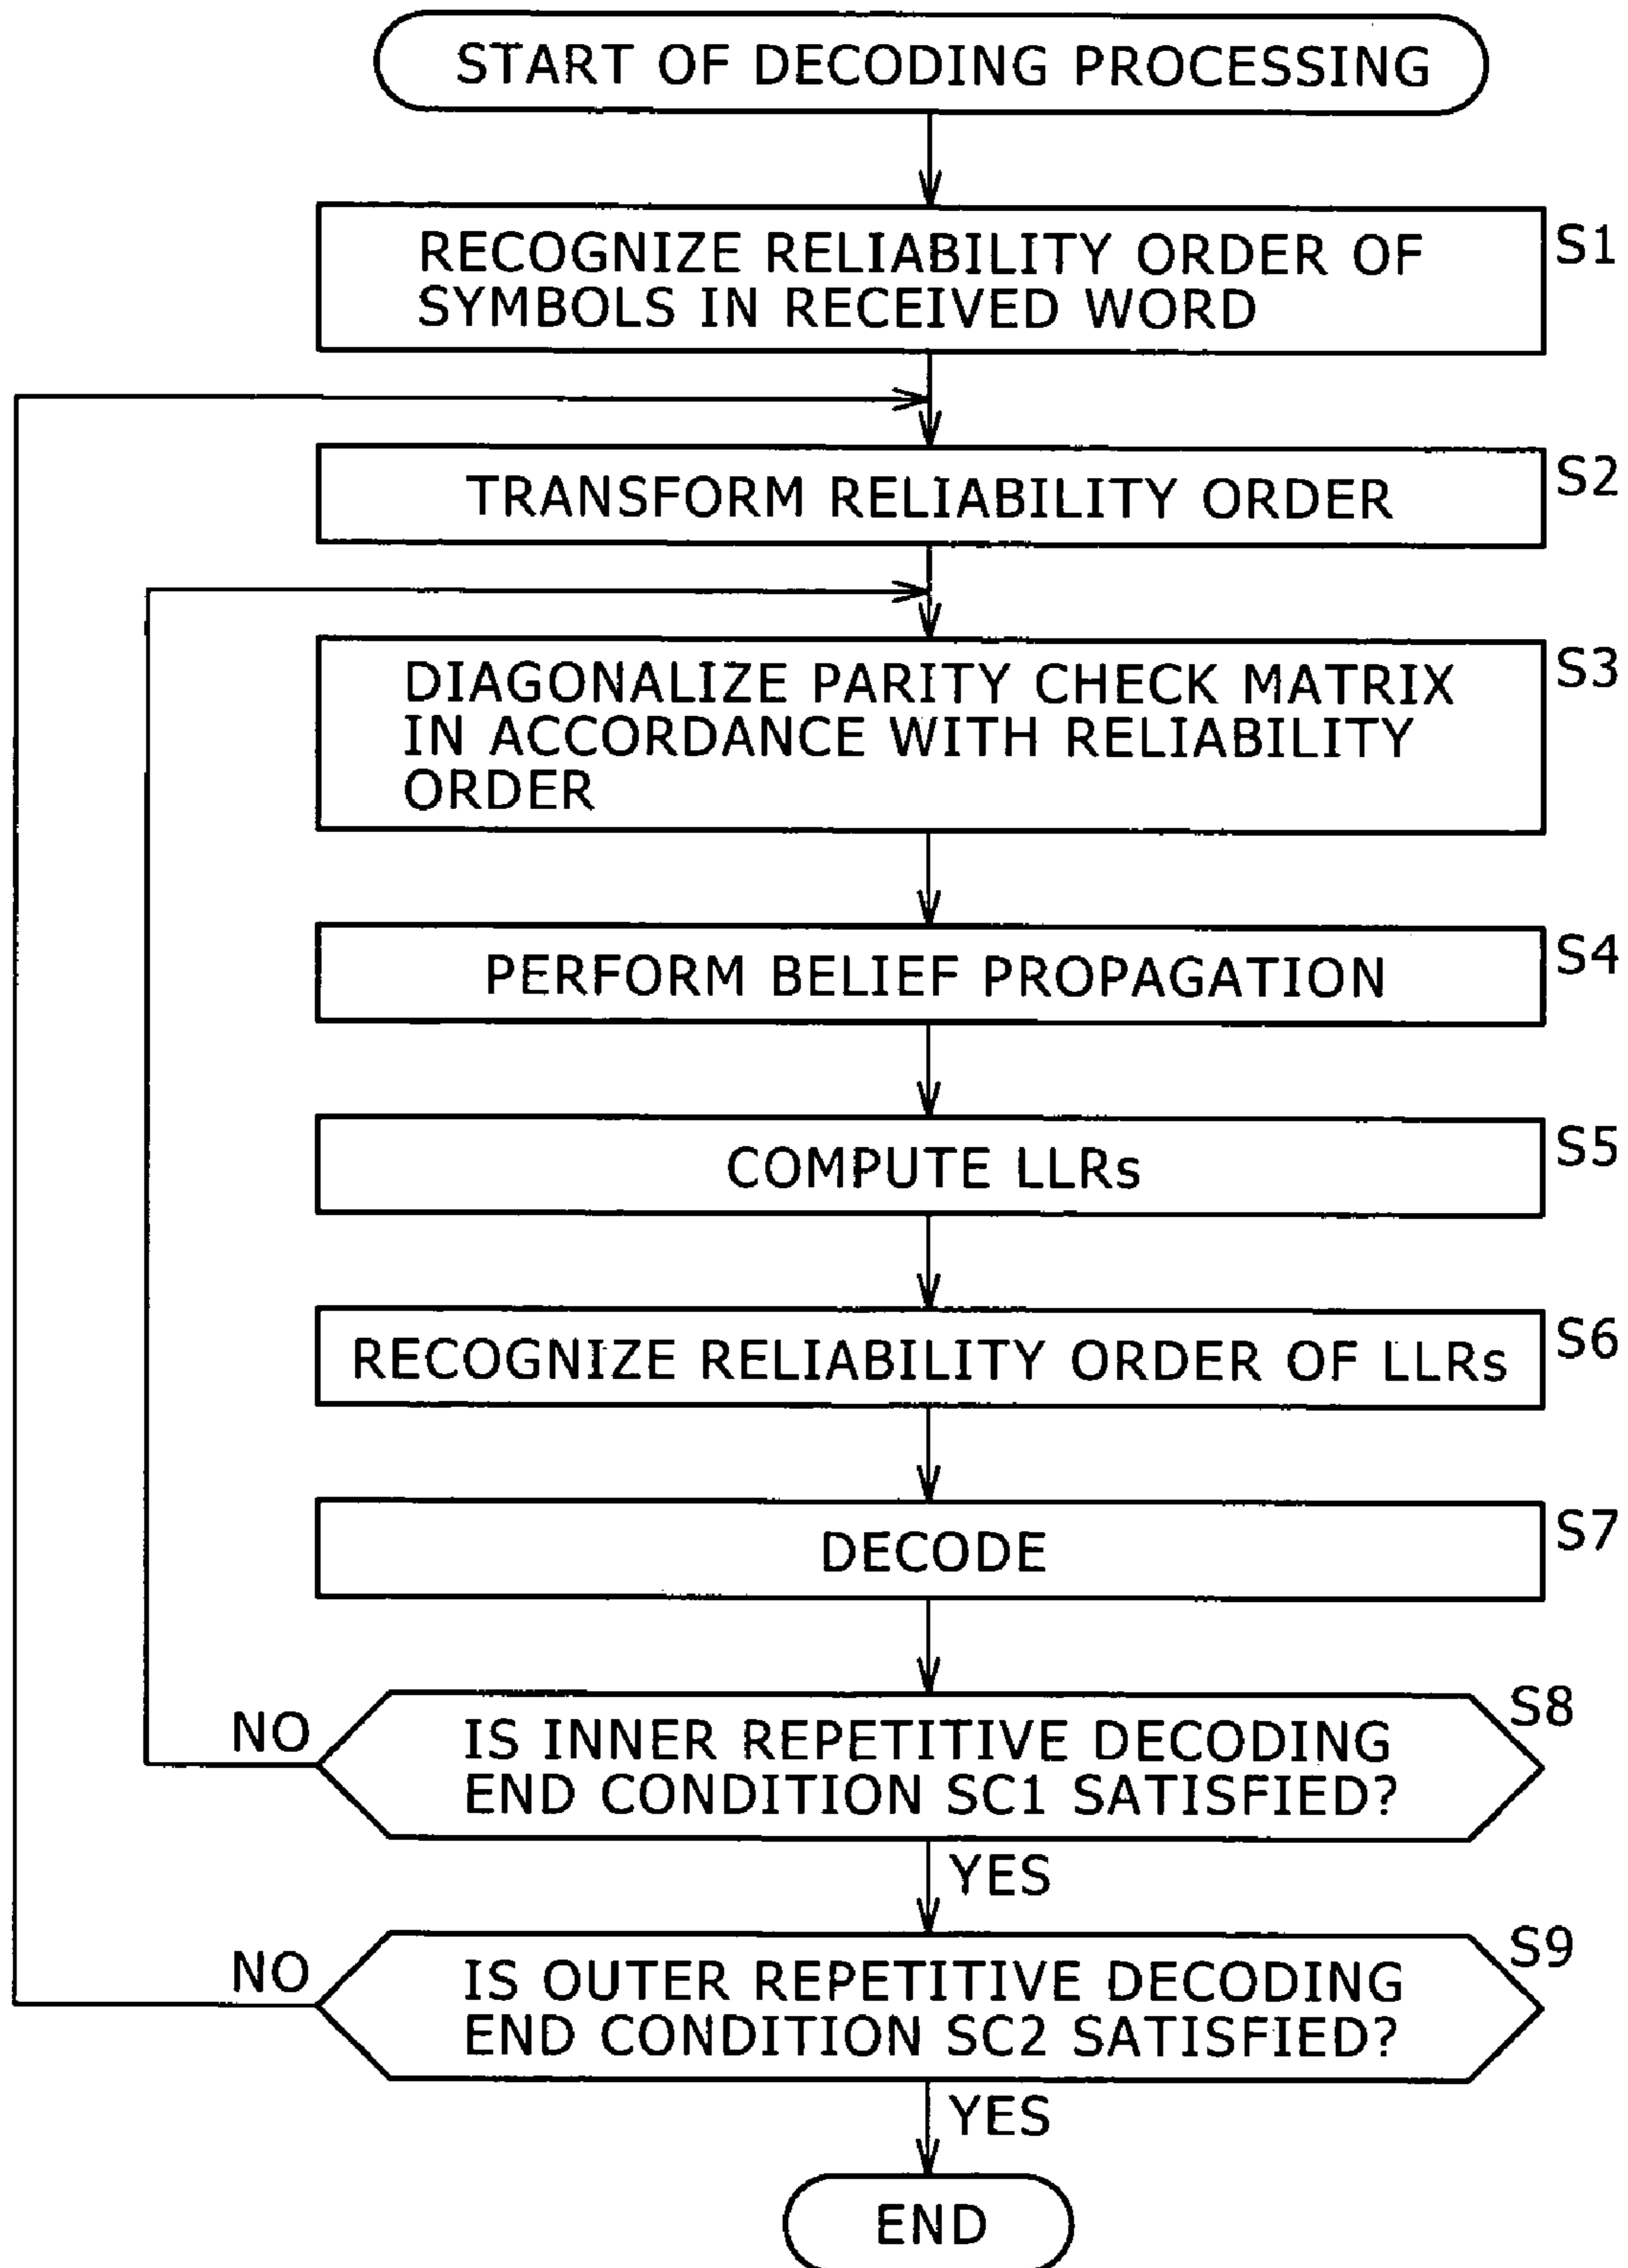 START OF DECODING PROCESSING
RECOGNIZE RELIABILITY ORDER OF
SYMBOLS IN RECEIVED WORD
S1
TRANSFORM RELIABILITY ORDER
S2
DIAGONALIZE PARITY CHECK MATRIX
IN ACCORDANCE WITH RELIABILITY
ORDER
S3
PERFORM BELIEF PROPAGATION
S4
COMPUTE LLRs
S5
RECOGNIZE RELIABILITY ORDER OF LLRs
S6
DECODE
S7
NO
IS INNER REPETITIVE DECODING
END CONDITION SC1 SATISFIED?
S8
YES
NO
IS OUTER REPETITIVE DECODING
END CONDITION SC2 SATISFIED?
S9
YES
END